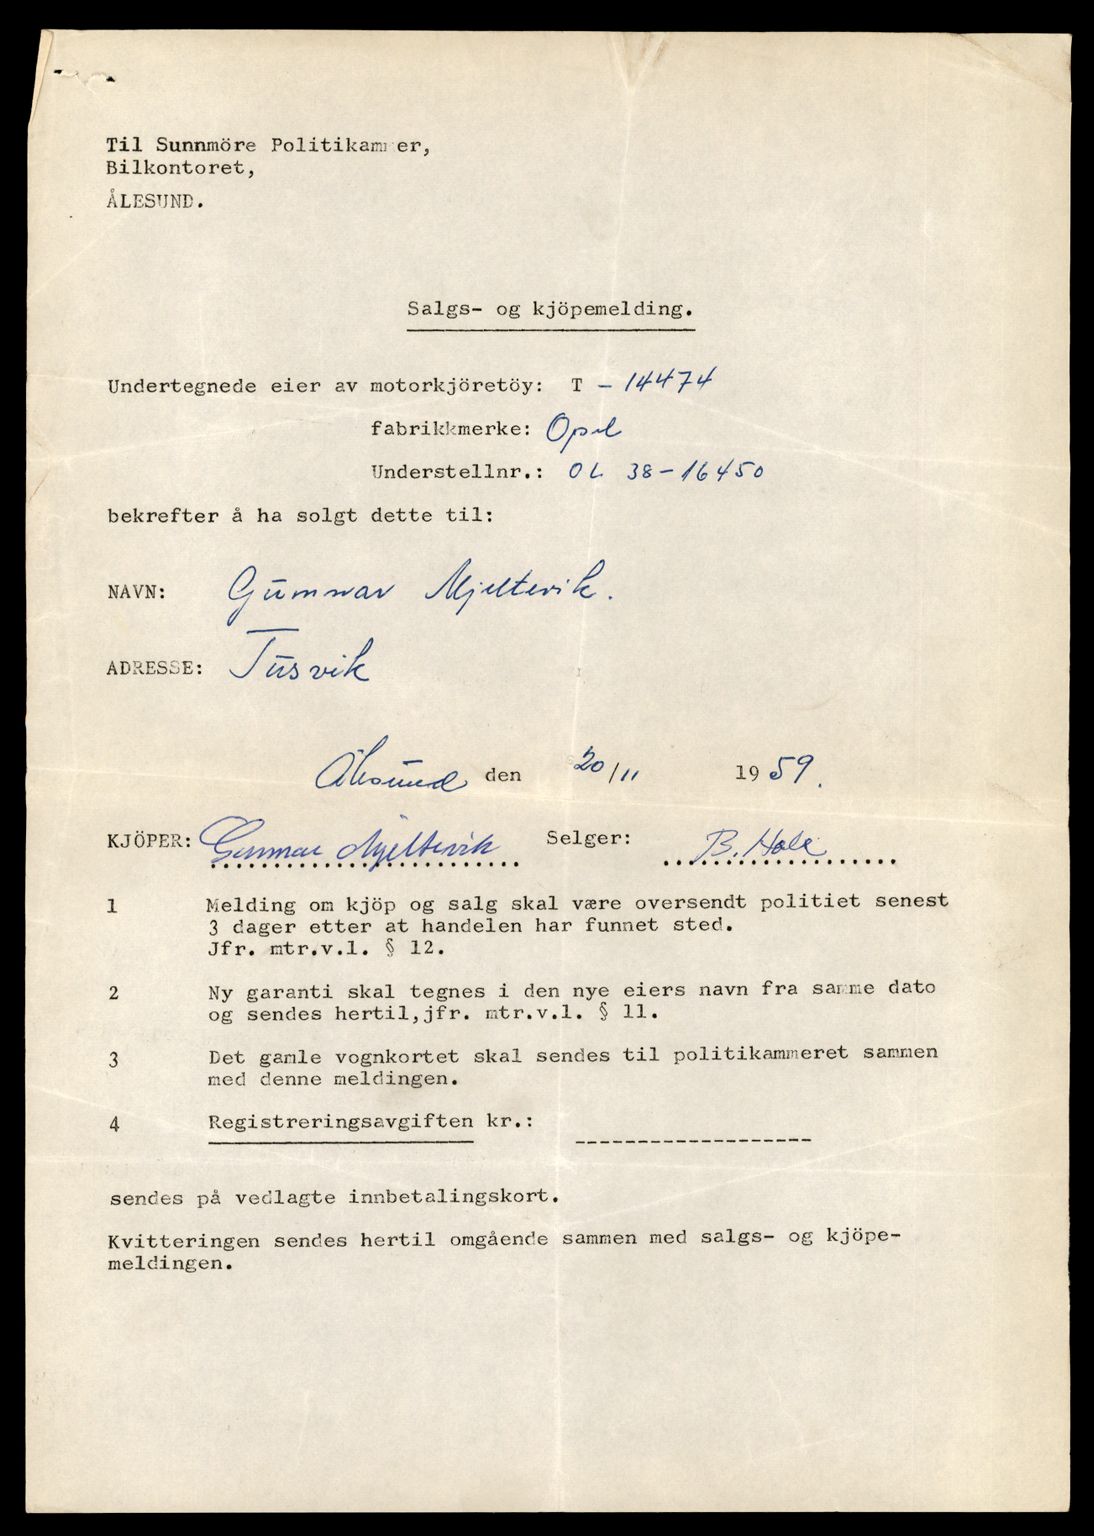 Til Sunnmöre Politikammer,
Bilkontoret,
ÅLESUND.
Salgs- og kjöpemelding.
Undertegnede eier av motorkjöretöy: T - 14474
fabrikkmerke: Opel
Understellnr.: OL 38-16450
bekrefter å ha solgt dette til:
NAVN: Gunnar Mjeltevik.
ADRESSE: Tusvik
Ålesund den 20/11 1959.
KJÖPER: Gunnar Mjeltevik Selger: B. Hole
1 Melding om kjöp og salg skal være oversendt politiet senest
3 dager etter at handelen har funnet sted.
Jfr. mtr.v.l. § 12.
2 Ny garanti skal tegnes i den nye eiers navn fra samme dato
og sendes hertil,jfr. mtr.v.l. § 11.
3 Det gamle vognkortet skal sendes til politikammeret sammen
med denne meldingen.
4 Registreringsavgiften kr.: -------------------
sendes på vedlagte innbetalingskort.
Kvitteringen sendes hertil omgående sammen med salgs- og kjöpe-
meldingen.